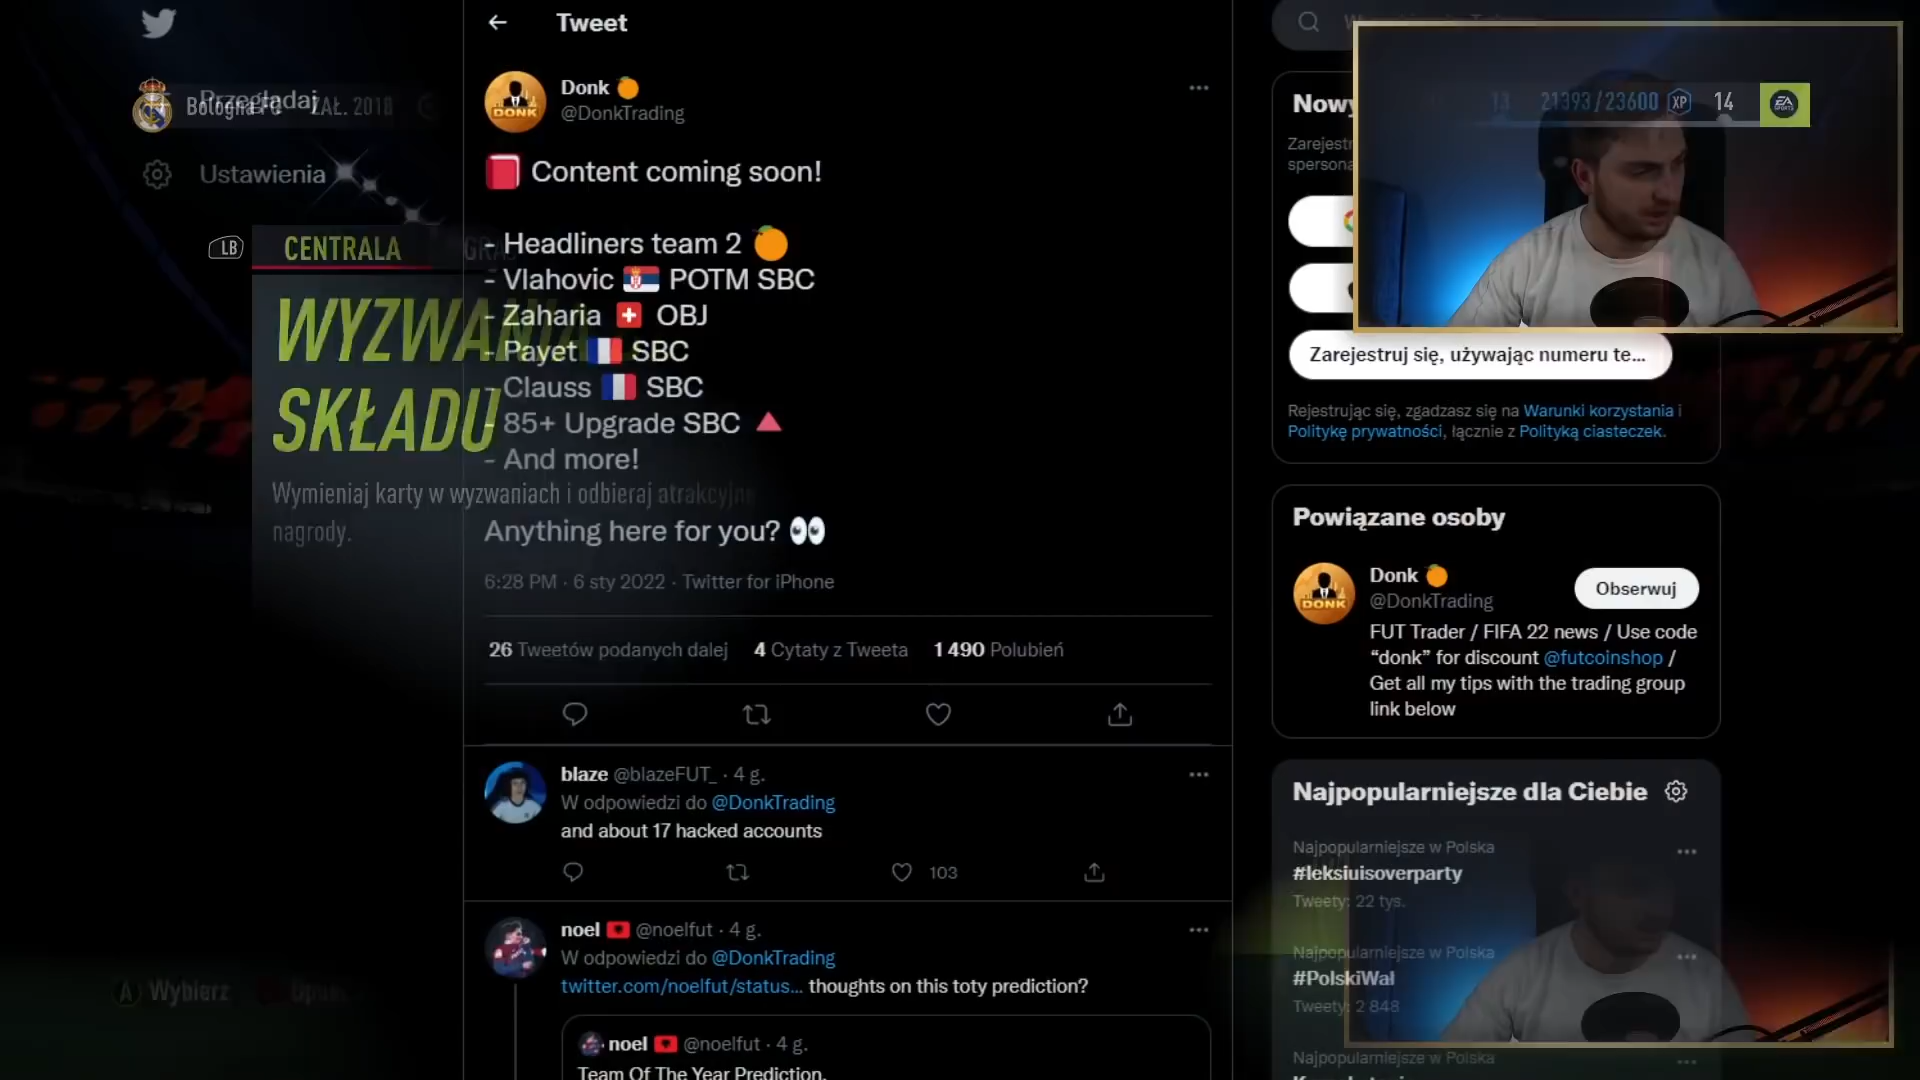 Tweet
Przeglądaj
Bologna FC ZAŁ. 2018
Ustawienia
LB CENTRALA
WYZWANIA
SKŁADU
Wymieniaj karty w wyzwaniach i odbieraj atrakcyjne
nagrody.
A Wybierz
Donk 🍊
@DonkTrading
📕 Content coming soon!
- Headliners team 2 🍊
- Vlahovic 🇷🇸 POTM SBC
- Zaharia 🇨🇭 OBJ
- Payet 🇫🇷 SBC
- Clauss 🇫🇷 SBC
- 85+ Upgrade SBC 🔺
- And more!
Anything here for you? 👀
6:28 PM · 6 sty 2022 · Twitter for iPhone
26 Tweetów podanych dalej 4 Cytaty z Tweeta 1 490 Polubień
blaze @blazeFUT_ · 4 g.
W odpowiedzi do @DonkTrading
and about 17 hacked accounts
103
noel 🇦🇱 @noelfut · 4 g.
W odpowiedzi do @DonkTrading
twitter.com/noelfut/status... thoughts on this toty prediction?
noel 🇦🇱 @noelfut · 4 g.
Team Of The Year Prediction.
13 21393/23600 XP 14
EA SPORTS
Zarejestruj się, używając numeru te...
Rejestrując się, zgadzasz się na Warunki korzystania i
Politykę prywatności, łącznie z Polityką ciasteczek.
Powiązane osoby
Donk 🍊
@DonkTrading
Obserwuj
FUT Trader / FIFA 22 news / Use code
“donk” for discount @futcoinshop /
Get all my tips with the trading group
link below
Najpopularniejsze dla Ciebie
Najpopularniejsze w Polska
#leksiuisoverparty
Tweety: 22 tys.
Najpopularniejsze w Polska
#PolskiWal
Tweety: 2 848
Najpopularniejsze w Polska